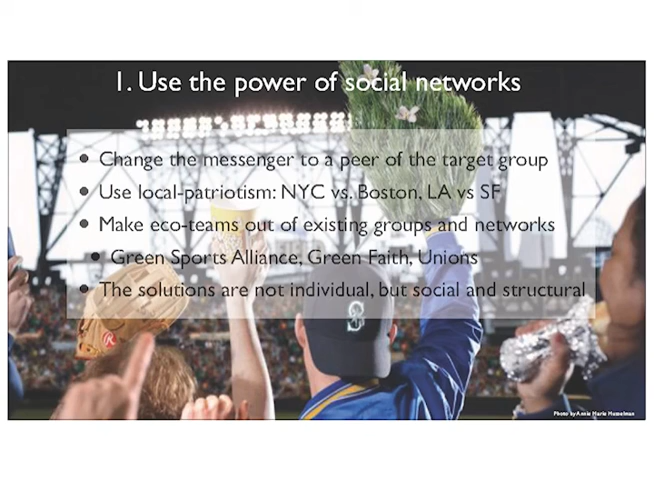 1. Use the power of social networks
• Change the messenger to a peer of the target group
• Use local-patriotism: NYC vs. Boston, LA vs SF
• Make eco-teams out of existing groups and networks
• Green Sports Alliance, Green Faith, Unions
• The solutions are not individual, but social and structural
S
R
Photo by Annie Marie Musselman